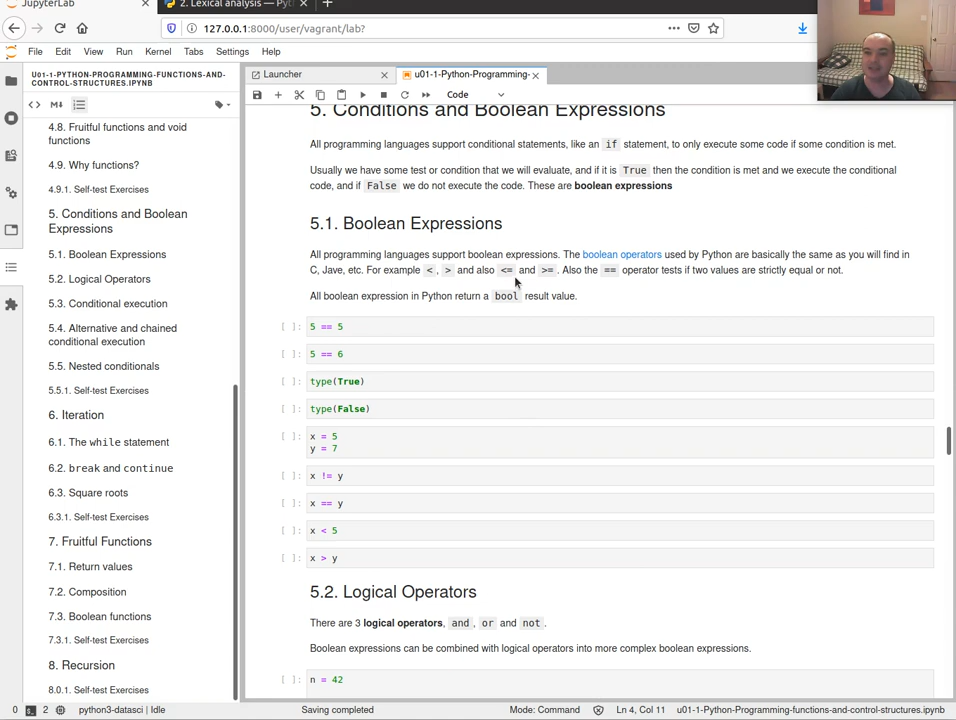 JupyterLab
2. Lexical analysis — Pyt
127.0.0.1:8000/user/vagrant/lab?
File Edit View Run Kernel Tabs Settings Help
U01-1-PYTHON-PROGRAMMING-FUNCTIONS-AND-
CONTROL-STRUCTURES.IPYNB
4.8. Fruitful functions and void
functions
4.9. Why functions?
4.9.1. Self-test Exercises
5. Conditions and Boolean
Expressions
5.1. Boolean Expressions
5.2. Logical Operators
5.3. Conditional execution
5.4. Alternative and chained
conditional execution
5.5. Nested conditionals
5.5.1. Self-test Exercises
6. Iteration
6.1. The while statement
6.2. break and continue
6.3. Square roots
6.3.1. Self-test Exercises
7. Fruitful Functions
7.1. Return values
7.2. Composition
7.3. Boolean functions
7.3.1. Self-test Exercises
8. Recursion
8.0.1. Self-test Exercises
Launcher
u01-1-Python-Programming-
Code
5. Conditions and Boolean Expressions
All programming languages support conditional statements, like an if statement, to only execute some code if some condition is met.
Usually we have some test or condition that we will evaluate, and if it is True then the condition is met and we execute the conditional
code, and if False we do not execute the code. These are boolean expressions
5.1. Boolean Expressions
All programming languages support boolean expressions. The boolean operators used by Python are basically the same as you will find in
C, Jave, etc. For example <, > and also <= and >=. Also the == operator tests if two values are strictly equal or not.
All boolean expression in Python return a bool result value.
[ ]: 5 == 5
[ ]: 5 == 6
[ ]: type(True)
[ ]: type(False)
[ ]: x = 5
y = 7
[ ]: x != y
[ ]: x == y
[ ]: x < 5
[ ]: x > y
5.2. Logical Operators
There are 3 logical operators, and, or and not.
Boolean expressions can be combined with logical operators into more complex boolean expressions.
[ ]: n = 42
0 2 python3-datasci | Idle Saving completed Mode: Command Ln 4, Col 11 u01-1-Python-Programming-functions-and-control-structures.ipynb